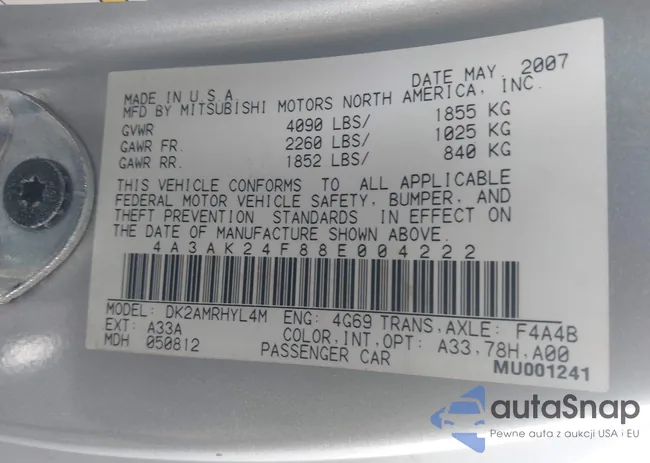 DATE MAY, 2007
MADE IN U.S.A.
MFD BY MITSUBISHI MOTORS NORTH AMERICA, INC.
GVWR 4090 LBS/ 1855 KG
GAWR FR. 2260 LBS/ 1025 KG
GAWR RR. 1852 LBS/ 840 KG
THIS VEHICLE CONFORMS TO ALL APPLICABLE
FEDERAL MOTOR VEHICLE SAFETY, BUMPER, AND
THEFT PREVENTION STANDARDS IN EFFECT ON
THE DATE OF MANUFACTURE SHOWN ABOVE.
4A3AK24F88E004222
MODEL: DK2AMRHYL4M ENG: 4G69 TRANS,AXLE: F4A4B
EXT: A33A COLOR,INT,OPT: A33,78H,A00
MDH 050812 PASSENGER CAR
MU001241
autaSnap
Pewne auta z aukcji USA i EU